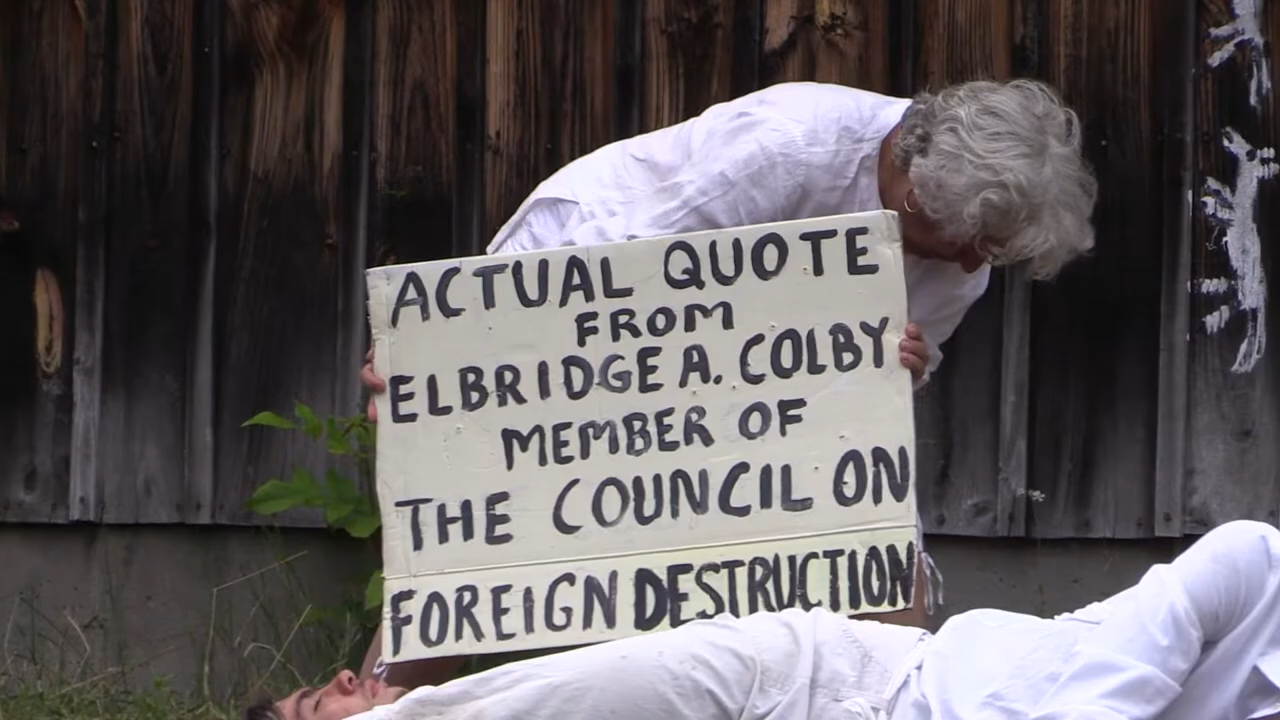 ACTUAL QUOTE
FROM
ELBRIDGE A. COLBY
MEMBER OF
THE COUNCIL ON
FOREIGN DESTRUCTION